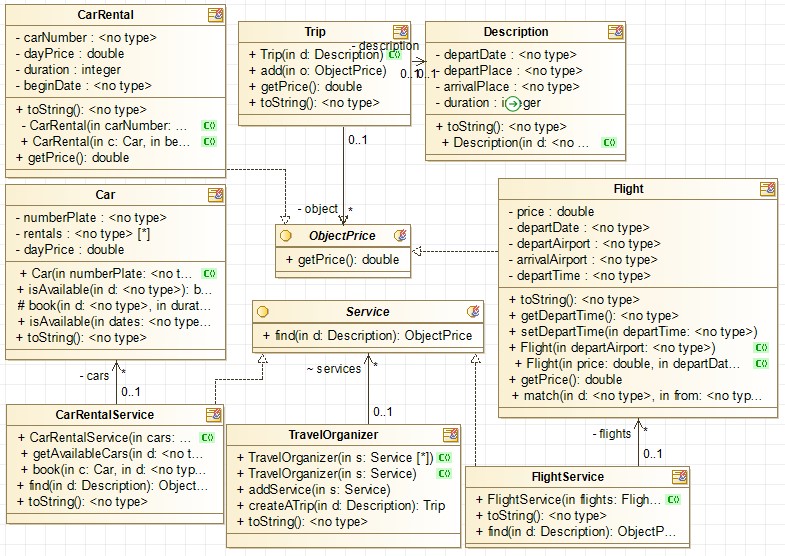 CarRental
- carNumber : <no type>
- dayPrice : double
- duration : integer
- beginDate : <no type>
+ toString(): <no type>
- CarRental(in carNumber: ...
+ CarRental(in c: Car, in be...
+ getPrice(): double
Trip
+ Trip(in d: Description)
+ add(in o: ObjectPrice)
+ getPrice(): double
+ toString(): <no type>
- description
0..1
0..1
Description
- departDate : <no type>
- departPlace : <no type>
- arrivalPlace : <no type>
- duration :
+ toString(): <no type>
+ Description(in d: <no ...
0..1
- object
*
Car
- numberPlate : <no type>
- rentals : <no type> [*]
- dayPrice : double
+ Car(in numberPlate: <no t...
+ isAvailable(in d: <no type>): b...
# book(in d: <no type>, in durat...
+ isAvailable(in dates: <no type...
+ toString(): <no type>
ObjectPrice
+ getPrice(): double
Flight
- price : double
- departDate : <no type>
- departAirport : <no type>
- arrivalAirport : <no type>
- departTime : <no type>
+ toString(): <no type>
+ getDepartTime(): <no type>
+ setDepartTime(in departTime: <no type>)
+ Flight(in departAirport: <no type>)
+ Flight(in price: double, in departDat...
+ getPrice(): double
+ match(in d: <no type>, in from: <no typ...
Service
+ find(in d: Description): ObjectPrice
- cars
*
0..1
~ services
*
0..1
- flights
*
0..1
CarRentalService
+ CarRentalService(in cars: ...
+ getAvailableCars(in d: <no t...
+ book(in c: Car, in d: <no typ...
+ find(in d: Description): Object...
+ toString(): <no type>
TravelOrganizer
+ TravelOrganizer(in s: Service [*])
+ TravelOrganizer(in s: Service)
+ addService(in s: Service)
+ createATrip(in d: Description): Trip
+ toString(): <no type>
FlightService
+ FlightService(in flights: Fligh...
+ toString(): <no type>
+ find(in d: Description): ObjectP...